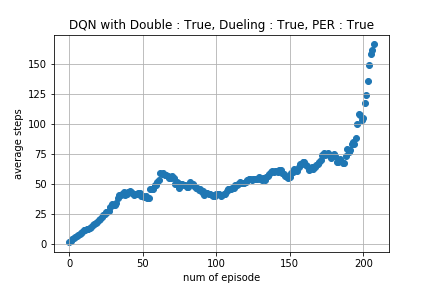 DQN with Double : True, Dueling : True, PER : True
average steps
150
125
100
75
50
25
0
0 50 100 150 200
num of episode